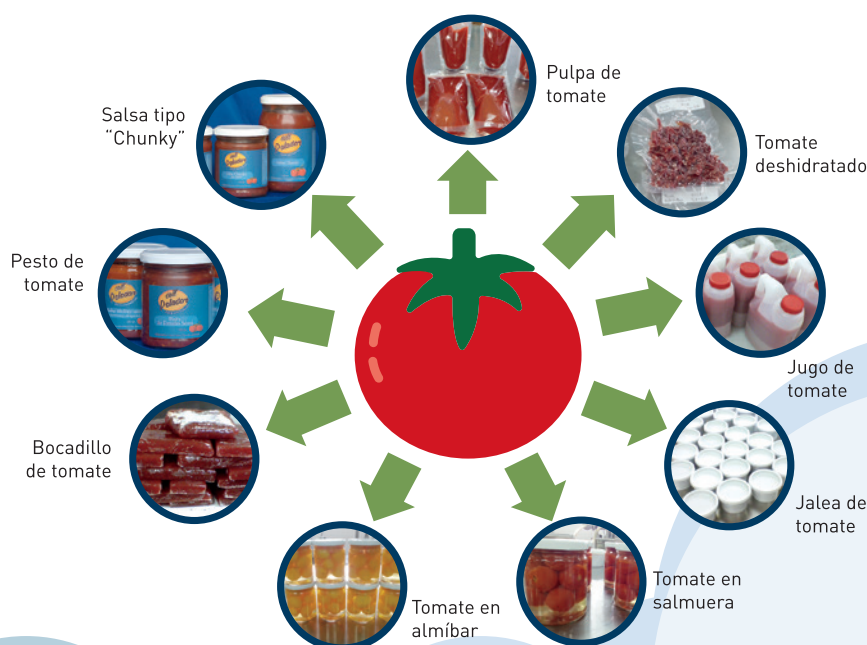 Pulpa de
tomate
Tomate
deshidratado
Jugo de
tomate
Jalea de
tomate
Tomate en
salmuera
Tomate en
almíbar
Bocadillo
de tomate
Pesto de
tomate
Salsa tipo
“Chunky”